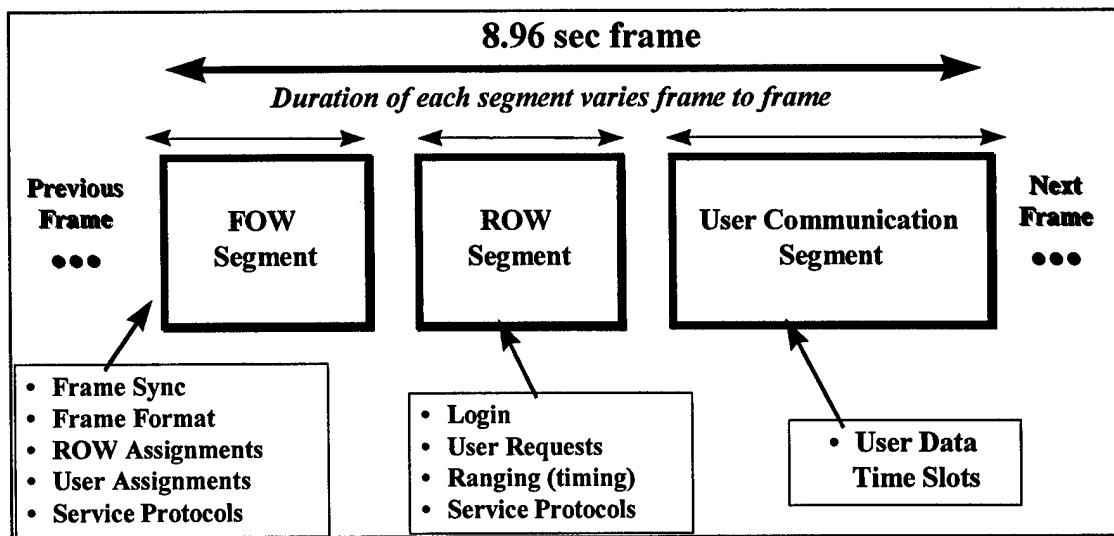 8.96 sec frame
Duration of each segment varies frame to frame
Previous
Frame
•••
FOW
Segment
ROW
Segment
User Communication
Segment
Next
Frame
•••
• Frame Sync
• Frame Format
• ROW Assignments
• User Assignments
• Service Protocols
• Login
• User Requests
• Ranging (timing)
• Service Protocols
• User Data
Time Slots